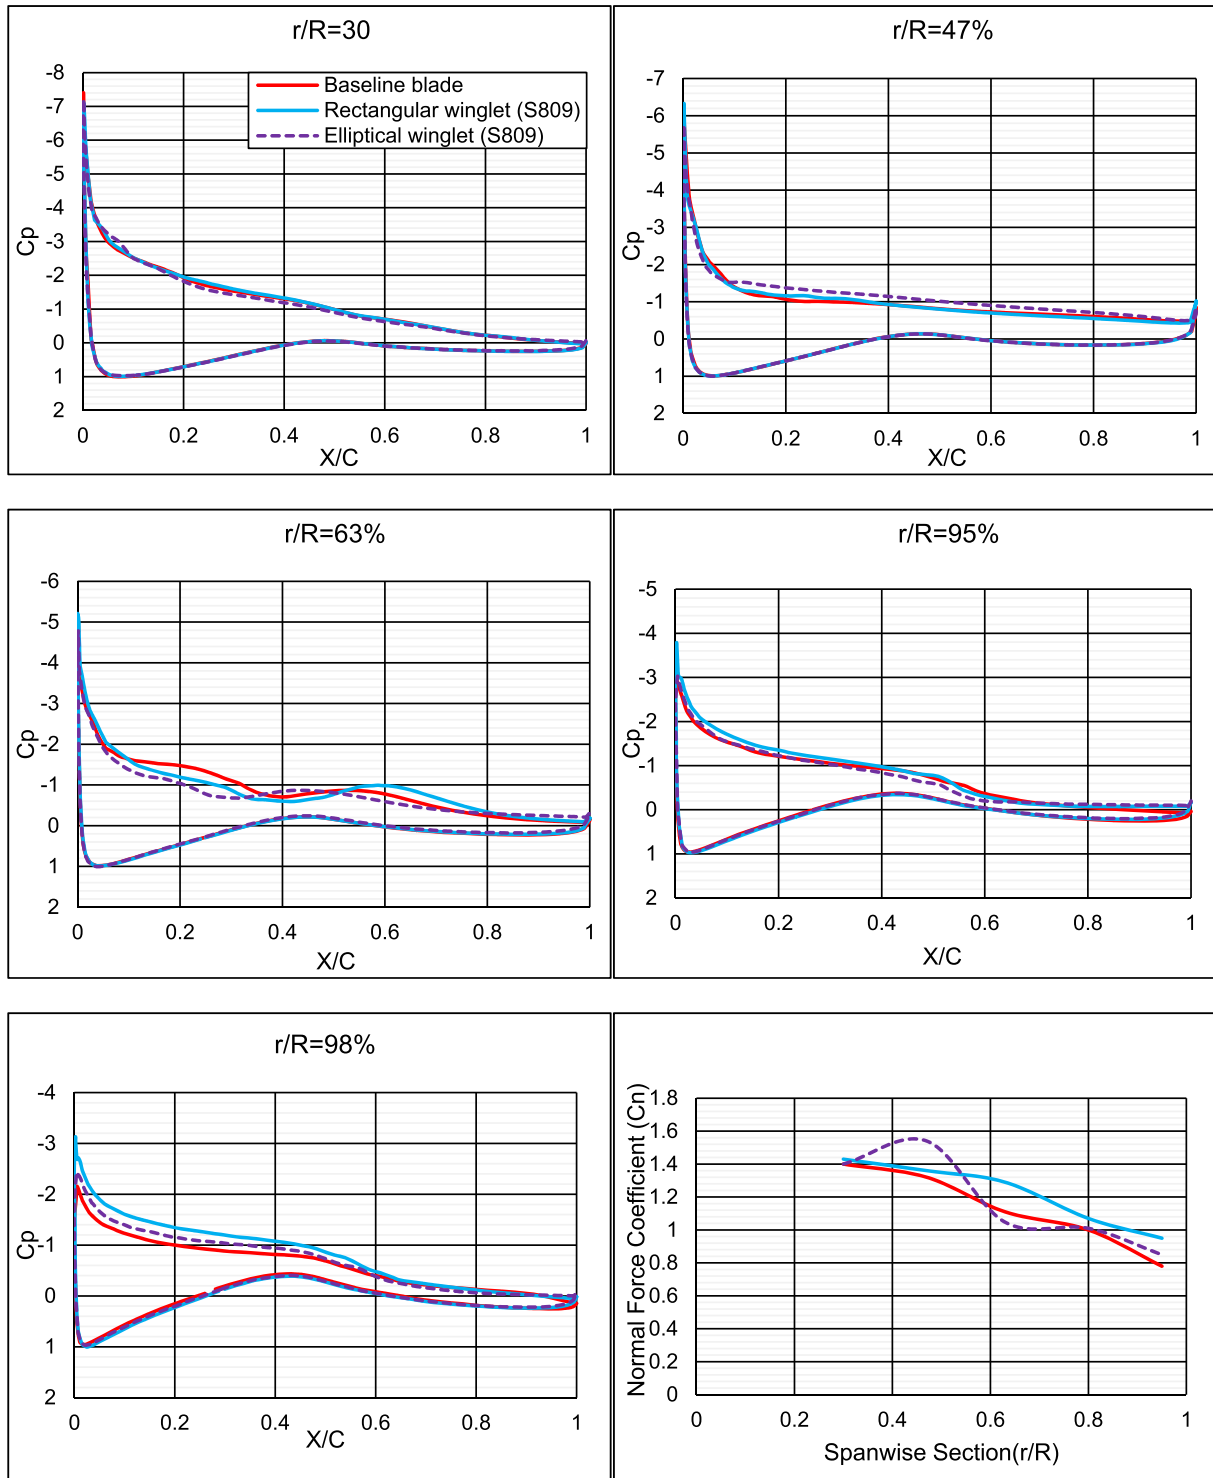 r/R=30
Cp
-8
-7
-6
-5
-4
-3
-2
-1
0
1
2
Baseline blade
Rectangular winglet (S809)
Elliptical winglet (S809)
0 0.2 0.4 0.6 0.8 1
X/C
r/R=47%
Cp
-7
-6
-5
-4
-3
-2
-1
0
1
2
0 0.2 0.4 0.6 0.8 1
X/C
r/R=63%
Cp
-6
-5
-4
-3
-2
-1
0
1
2
0 0.2 0.4 0.6 0.8 1
X/C
r/R=95%
Cp
-5
-4
-3
-2
-1
0
1
2
0 0.2 0.4 0.6 0.8 1
X/C
r/R=98%
Cp
-4
-3
-2
-1
0
1
2
0 0.2 0.4 0.6 0.8 1
X/C
Normal Force Coefficient (Cn)
1.8
1.6
1.4
1.2
1
0.8
0.6
0.4
0.2
0
0 0.2 0.4 0.6 0.8 1
Spanwise Section(r/R)